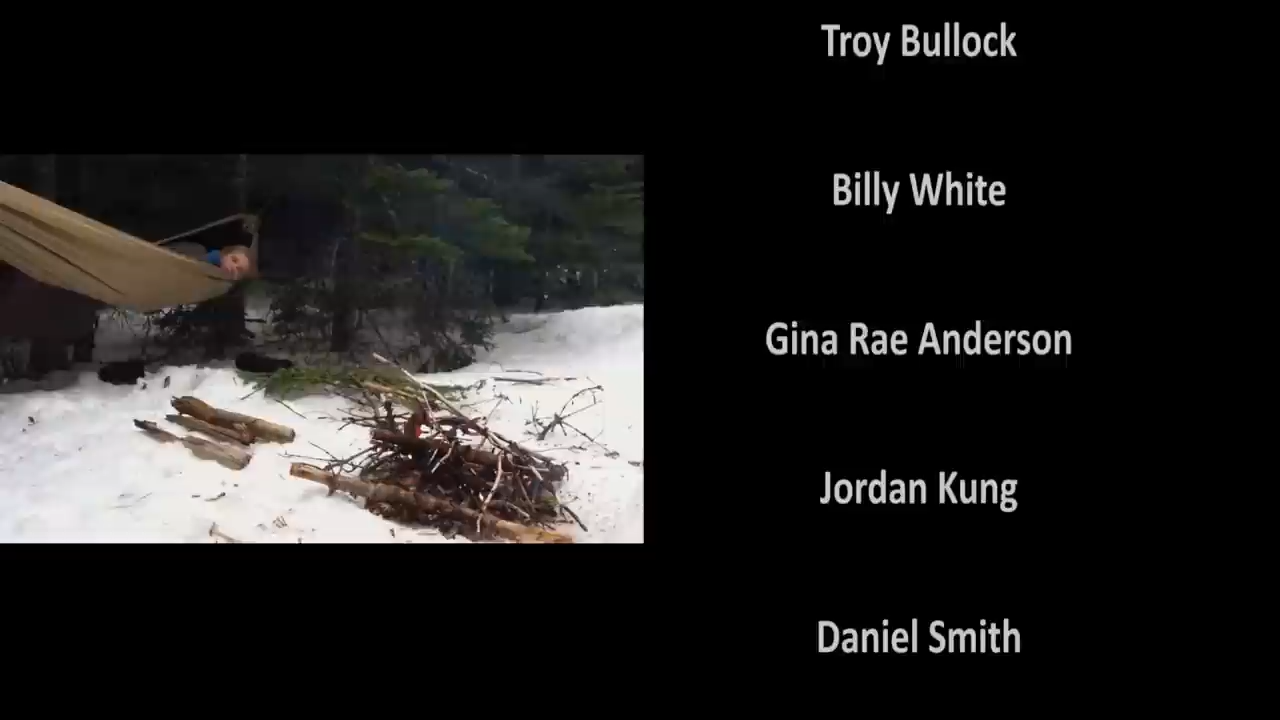 Troy Bullock
Billy White
Gina Rae Anderson
Jordan Kung
Daniel Smith